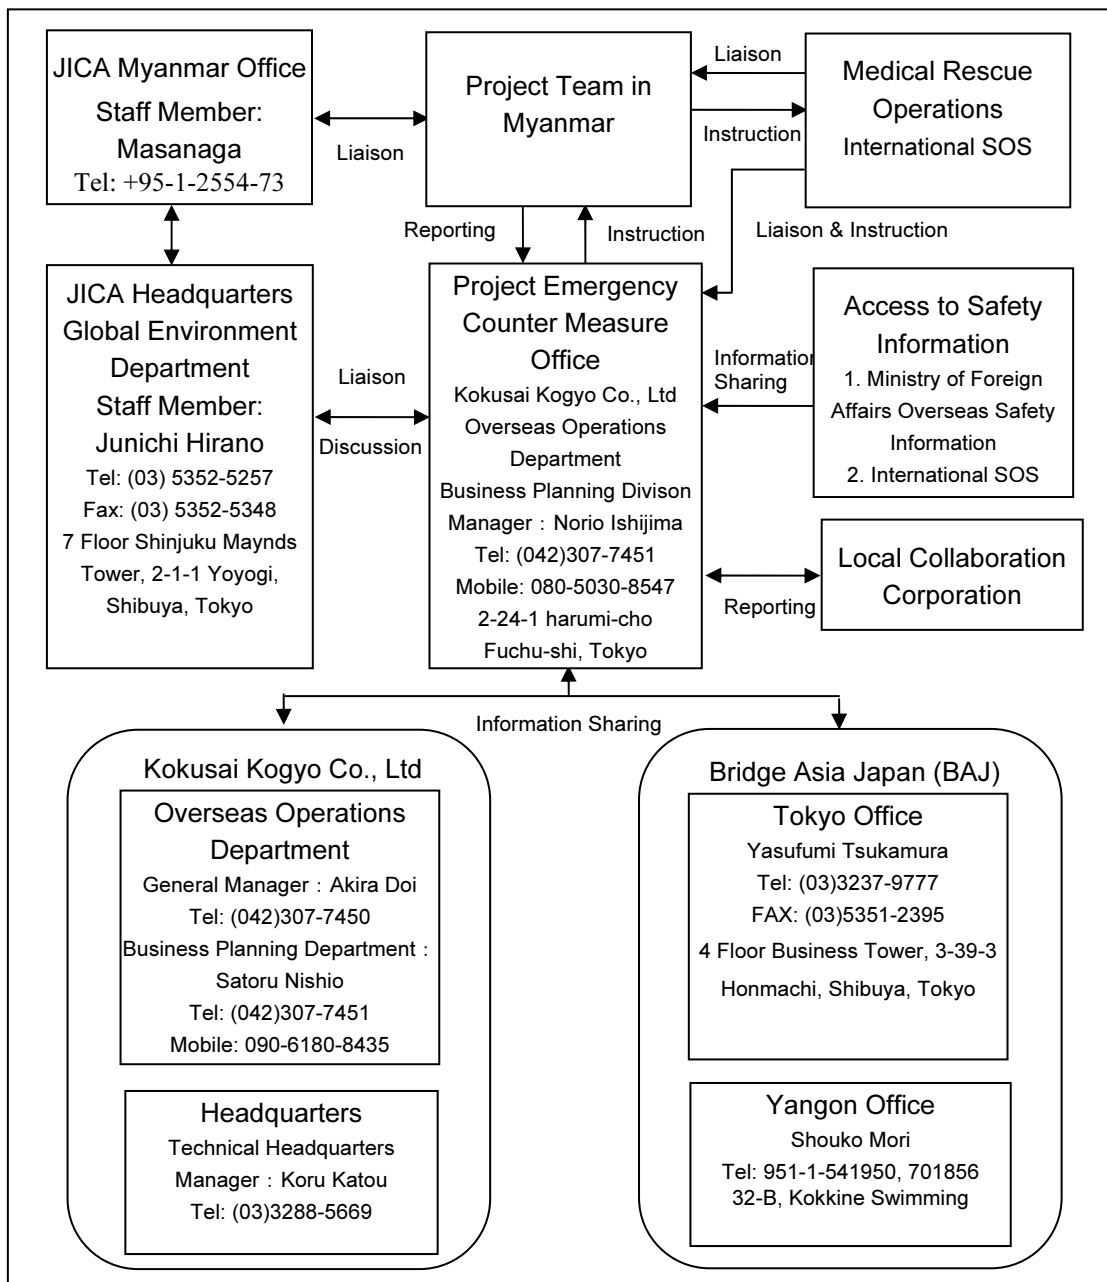 JICA Myanmar Office
Staff Member:
Masanaga
Tel: +95-1-2554-73
Liaison
Project Team in
Myanmar
Liaison
Instruction
Medical Rescue
Operations
International SOS
Reporting
Instruction
Liaison & Instruction
JICA Headquarters
Global Environment
Department
Staff Member:
Junichi Hirano
Tel: (03) 5352-5257
Fax: (03) 5352-5348
7 Floor Shinjuku Maynds
Tower, 2-1-1 Yoyogi,
Shibuya, Tokyo
Liaison
Discussion
Project Emergency
Counter Measure
Office
Kokusai Kogyo Co., Ltd
Overseas Operations
Department
Business Planning Divison
Manager：Norio Ishijima
Tel: (042)307-7451
Mobile: 080-5030-8547
2-24-1 harumi-cho
Fuchu-shi, Tokyo
Information
Sharing
Access to Safety
Information
1. Ministry of Foreign
Affairs Overseas Safety
Information
2. International SOS
Reporting
Local Collaboration
Corporation
Information Sharing
Kokusai Kogyo Co., Ltd
Overseas Operations
Department
General Manager：Akira Doi
Tel: (042)307-7450
Business Planning Department：
Satoru Nishio
Tel: (042)307-7451
Mobile: 090-6180-8435
Headquarters
Technical Headquarters
Manager：Koru Katou
Tel: (03)3288-5669
Bridge Asia Japan (BAJ)
Tokyo Office
Yasufumi Tsukamura
Tel: (03)3237-9777
FAX: (03)5351-2395
4 Floor Business Tower, 3-39-3
Honmachi, Shibuya, Tokyo
Yangon Office
Shouko Mori
Tel: 951-1-541950, 701856
32-B, Kokkine Swimming